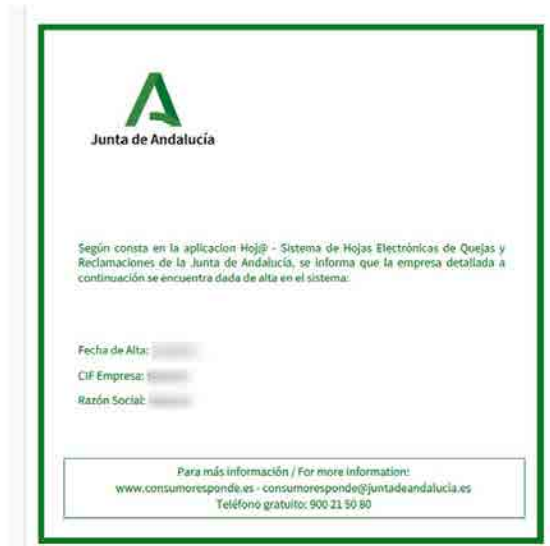 Junta de Andalucía
Según consta en la aplicacion Hoj@ - Sistema de Hojas Electrónicas de Quejas y
Reclamaciones de la Junta de Andalucía, se informa que la empresa detallada a
continuación se encuentra dada de alta en el sistema:
Fecha de Alta:
CIF Empresa:
Razón Social:
Para más información / For more information:
www.consumoresponde.es - consumoresponde@juntadeandalucia.es
Teléfono gratuito: 900 21 50 80